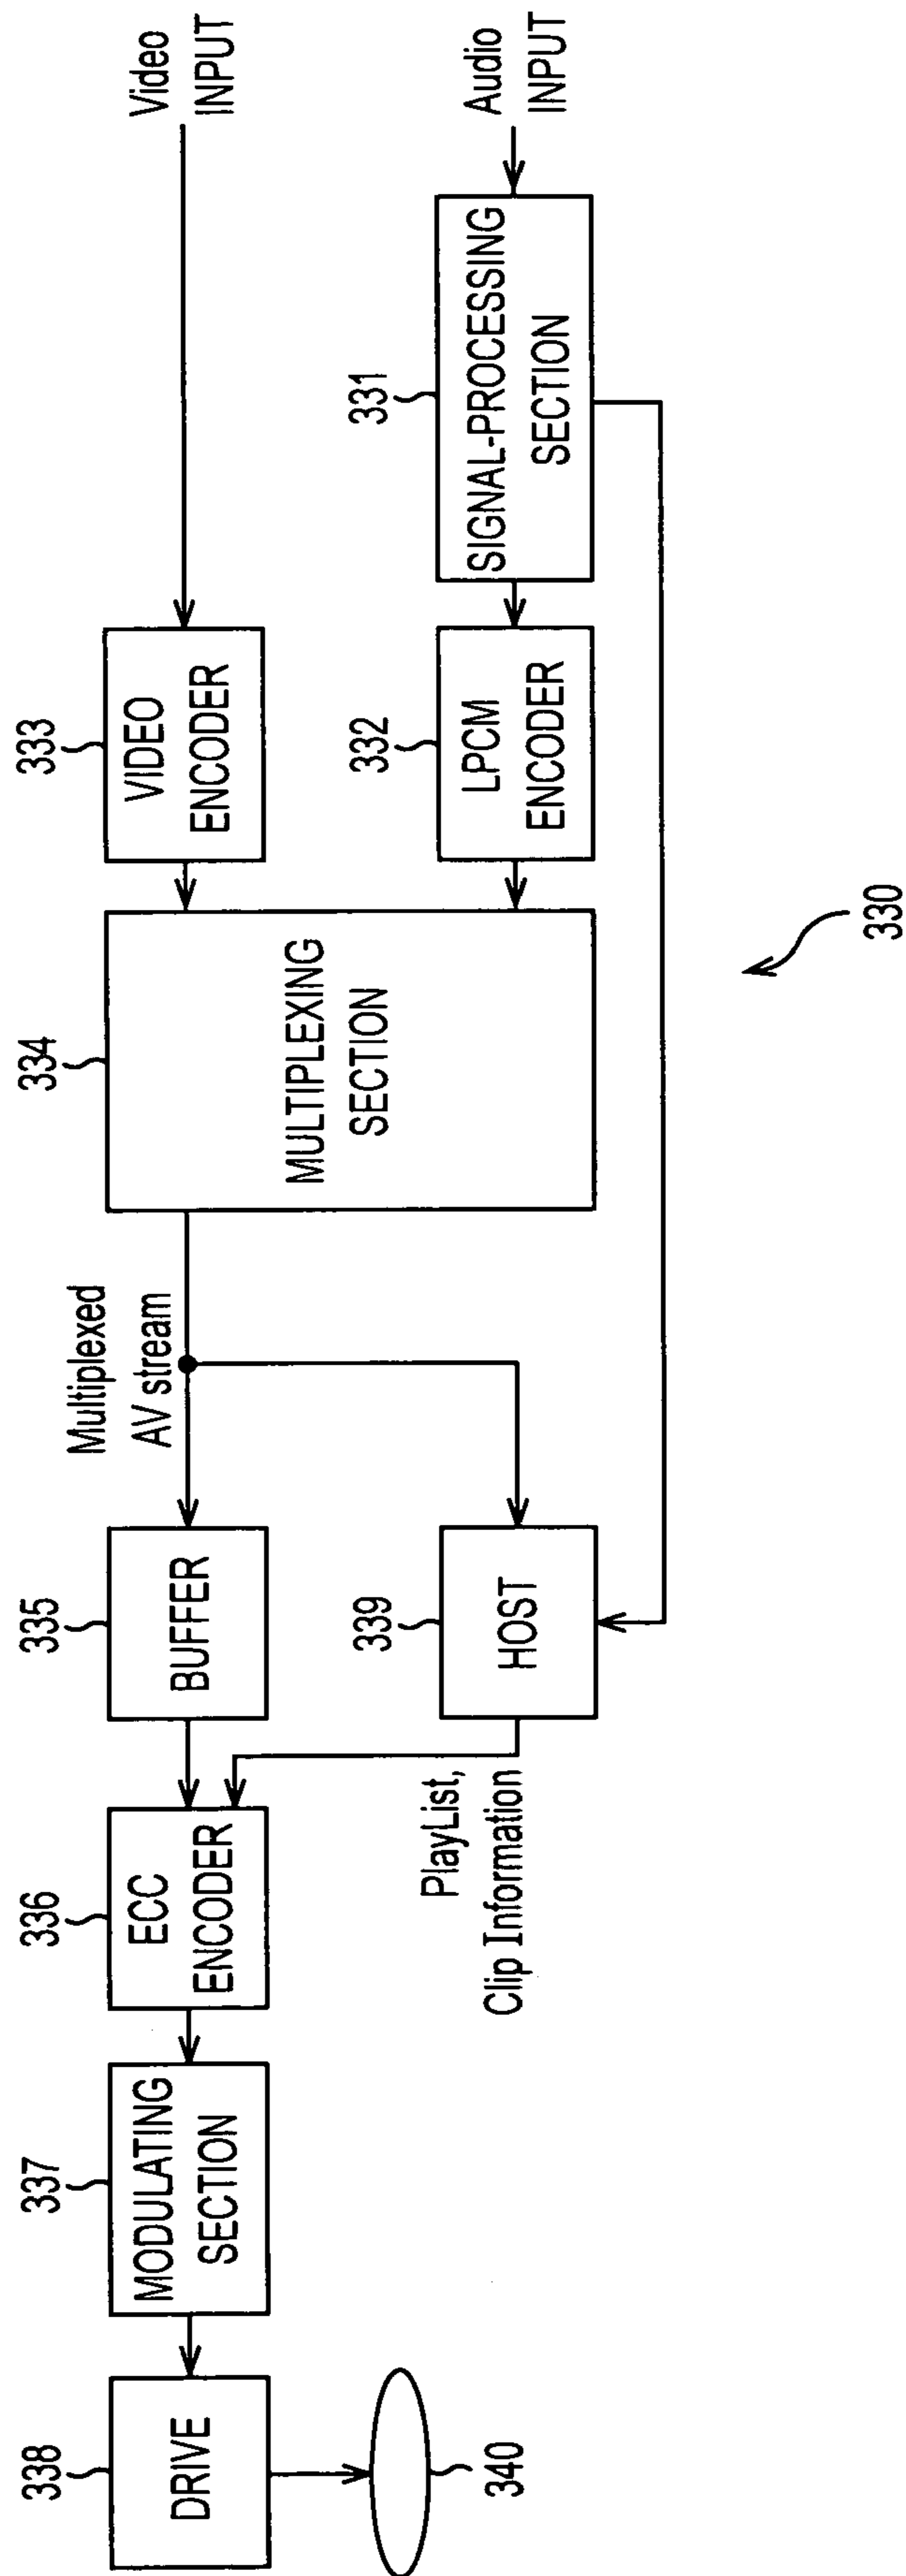 Video
INPUT
Audio
INPUT
331
SIGNAL-PROCESSING
SECTION
333
VIDEO
ENCODER
332
LPCM
ENCODER
334
MULTIPLEXING
SECTION
330
Multiplexed
AV stream
335
BUFFER
339
HOST
PlayList,
Clip Information
336
ECC
ENCODER
337
MODULATING
SECTION
338
DRIVE
340